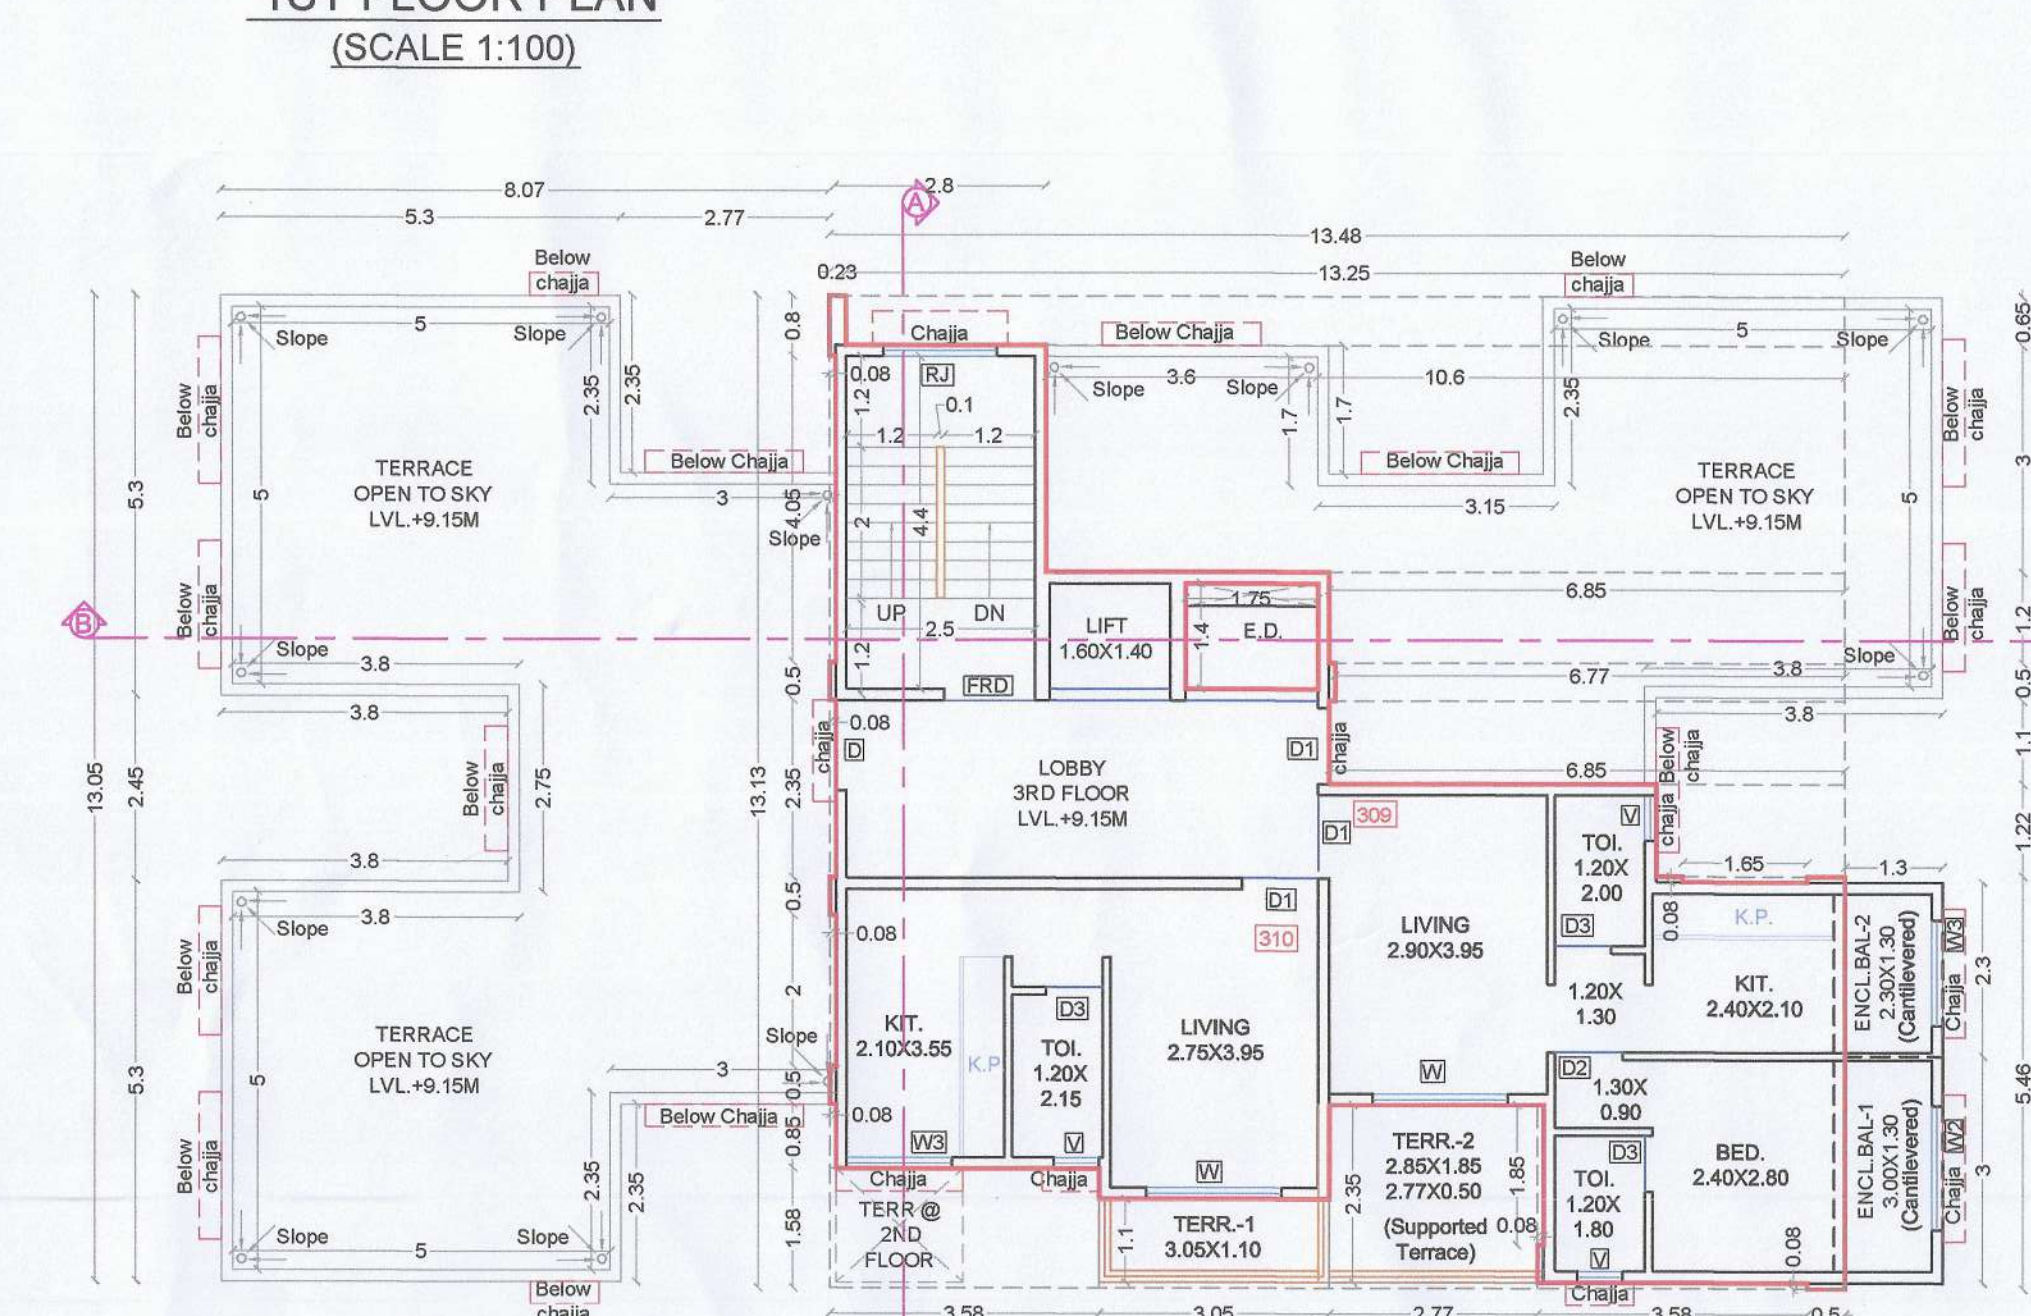 1ST FLOOR PLAN
(SCALE 1:100)
8.07
2.8
5.3
2.77
A
13.48
0.23
13.25
Below
chajja
Below
chajja
Slope
5
Slope
0.8
Chajja
Below Chajja
Slope
5
Slope
0.65
Below
chajja
2.35
2.35
0.08
RJ
1.2
0.1
1.2
1.2
Slope
3.6
Slope
10.6
1.7
1.7
2.35
Below
chajja
3
Below Chajja
Below Chajja
TERRACE
OPEN TO SKY
LVL.+9.15M
5.3
5
3
4.05
Slope
2
4.4
3.15
TERRACE
OPEN TO SKY
LVL.+9.15M
5
Below
chajja
B
UP
DN
2.5
1.2
LIFT
1.60X1.40
1.75
1.4
E.D.
6.85
Below
chajja
1.2
Slope
3.8
0.5
FRD
6.77
3.8
Slope
0.5
3.8
0.08
3.8
chajja
D
D1
chajja
Below
chajja
1.1
13.05
2.45
Below
chajja
2.75
13.13
2.35
LOBBY
3RD FLOOR
LVL.+9.15M
6.85
309
D1
V
chajja
TOI.
1.20X
2.00
D3
1.22
3.8
1.65
1.3
3.8
Slope
0.5
D1
310
0.08
0.08
K.P.
LIVING
2.90X3.95
ENCL.BAL-2
2.30X1.30
(Cantilevered)
W3
Chajja
2.3
Below
chajja
2
KIT.
2.10X3.55
K.P
D3
TOI.
1.20X
2.15
LIVING
2.75X3.95
1.20X
1.30
KIT.
2.40X2.10
TERRACE
OPEN TO SKY
LVL.+9.15M
5.3
5
Slope
3
0.5
W
D2
1.30X
0.90
5.46
Below Chajja
0.08
0.85
W3
V
W
TERR.-2
2.85X1.85
2.77X0.50
(Supported
Terrace)
1.85
2.35
0.08
D3
TOI.
1.20X
1.80
V
BED.
2.40X2.80
ENCL.BAL-1
3.00X1.30
(Cantilevered)
W2
Chajja
3
Below
chajja
2.35
2.35
Chajja
Chajja
TERR @
2ND
FLOOR
1.58
1.1
TERR.-1
3.05X1.10
0.08
Slope
5
Slope
Below
chajja
Chajja
3.58
3.05
2.77
3.58
0.5